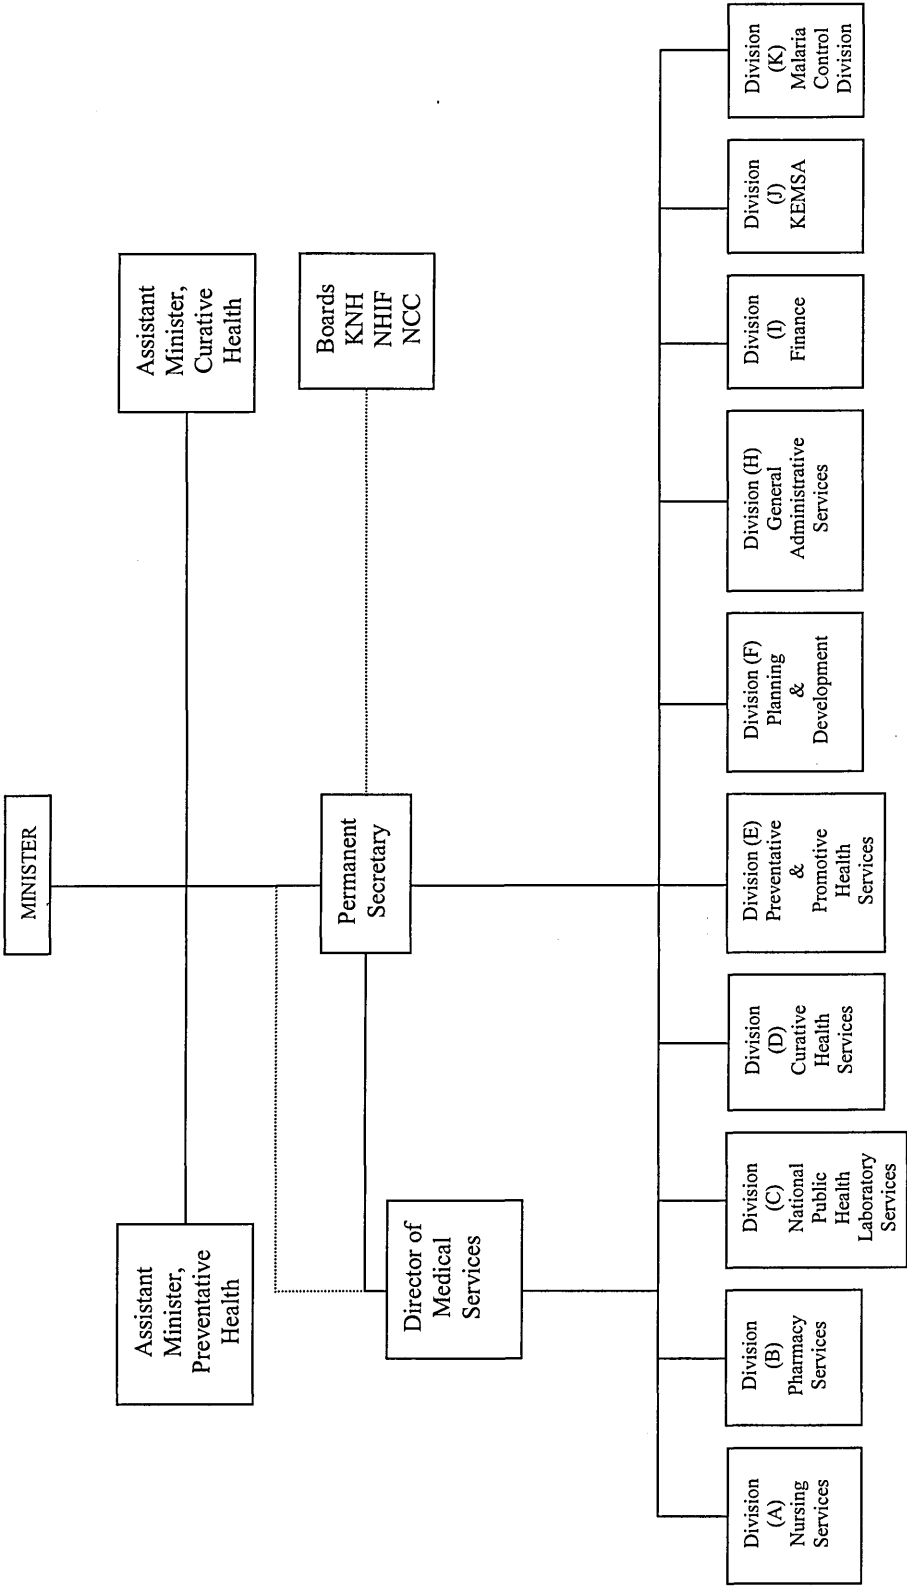 MINISTER
Assistant
Minister,
Preventative
Health
Assistant
Minister,
Curative
Health
Permanent
Secretary
Boards
KNH
NHIF
NCC
Director of
Medical
Services
Division
(A)
Nursing
Services
Division
(B)
Pharmacy
Services
Division
(C)
National
Public
Health
Laboratory
Services
Division
(D)
Curative
Health
Services
Division (E)
Preventative
&
Promotive
Health
Services
Division (F)
Planning
&
Development
Division (H)
General
Administrative
Services
Division
(I)
Finance
Division
(J)
KEMSA
Division
(K)
Malaria
Control
Division